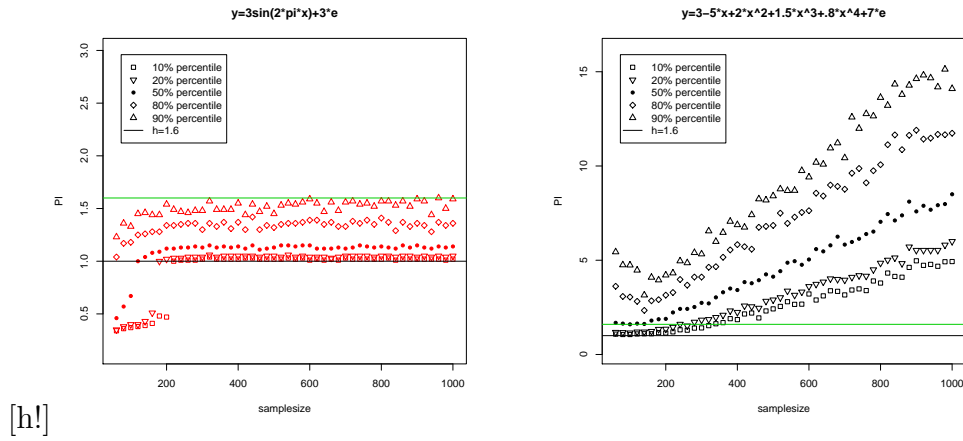 y=3sin(2*pi*x)+3*e
3.0
2.5
2.0
1.5
1.0
0.5
PI
10% percentile
20% percentile
50% percentile
80% percentile
90% percentile
h=1.6
200 400 600 800 1000
samplesize
y=3−5*x+2*x^2+1.5*x^3+.8*x^4+7*e
15
10
5
0
PI
10% percentile
20% percentile
50% percentile
80% percentile
90% percentile
h=1.6
200 400 600 800 1000
samplesize
[h!]